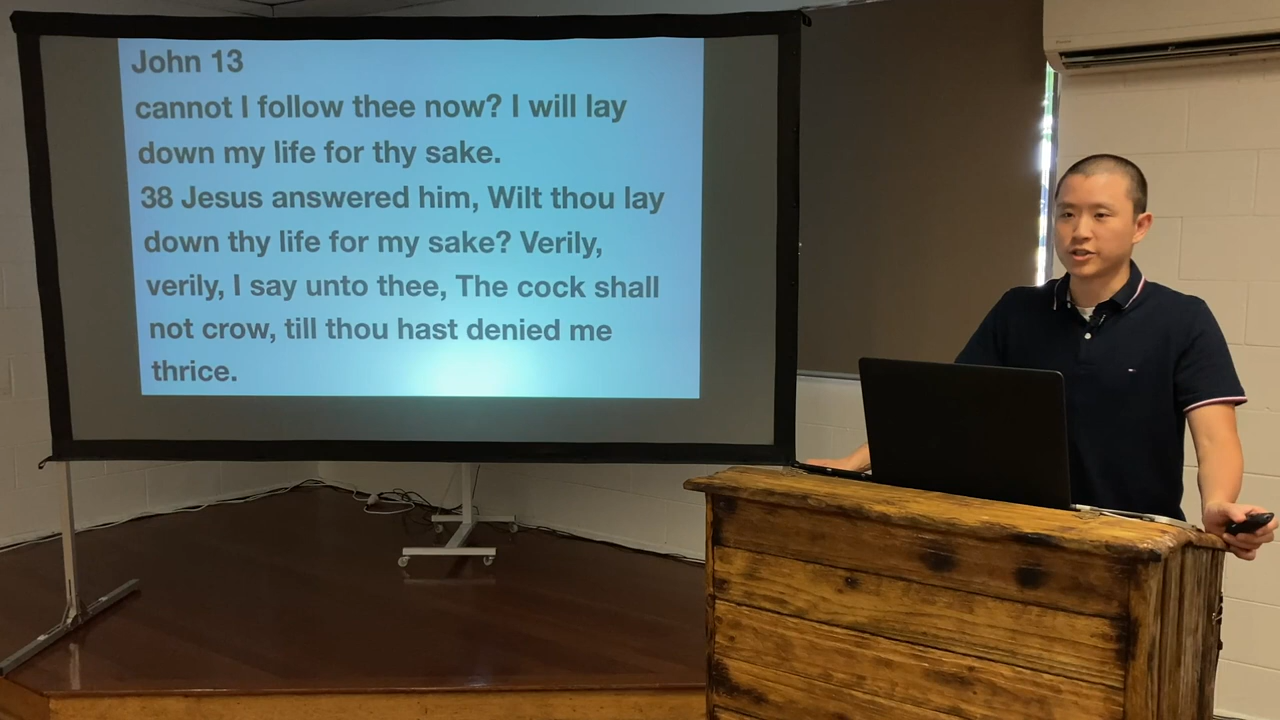 John 13
cannot I follow thee now? I will lay
down my life for thy sake.
38 Jesus answered him, Wilt thou lay
down thy life for my sake? Verily,
verily, I say unto thee, The cock shall
not crow, till thou hast denied me
thrice.